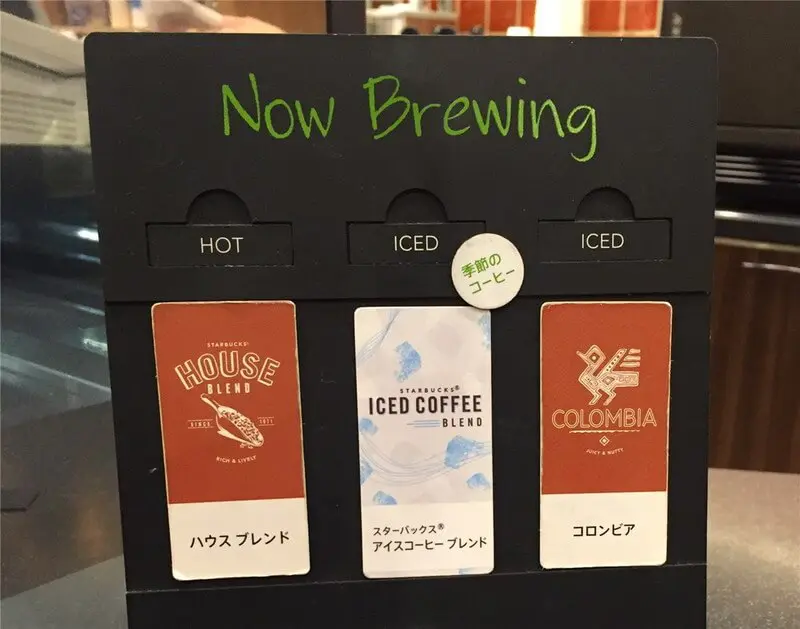 Now Brewing
HOT
ICED
ICED
季節の
コーヒー
STARBUCKS®
HOUSE
BLEND
SINCE 1971
RICH & LIVELY
ハウス ブレンド
STARBUCKS®
ICED COFFEE
BLEND
スターバックス®
アイスコーヒー ブレンド
COLOMBIA
JUICY & NUTTY
コロンビア